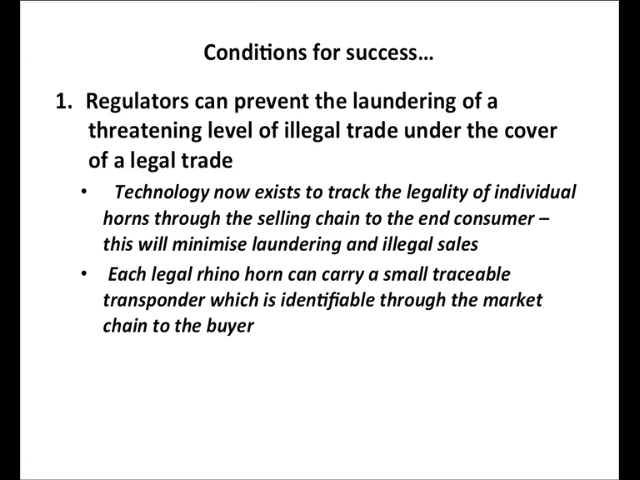 Conditions for success...
1. Regulators can prevent the laundering of a
threatening level of illegal trade under the cover
of a legal trade
• Technology now exists to track the legality of individual
horns through the selling chain to the end consumer –
this will minimise laundering and illegal sales
• Each legal rhino horn can carry a small traceable
transponder which is identifiable through the market
chain to the buyer